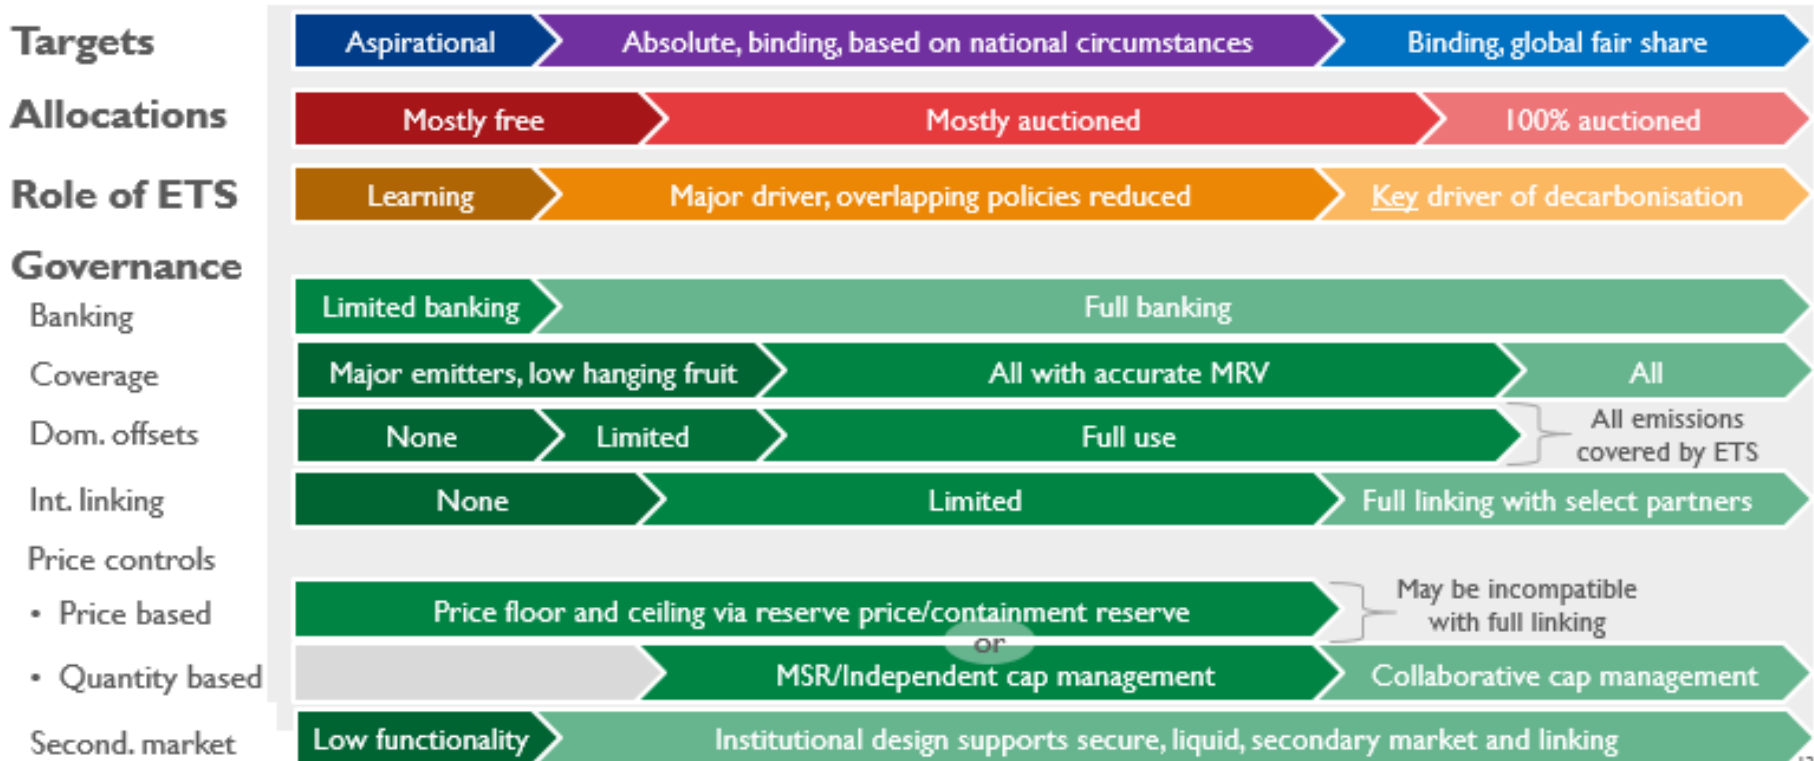 Targets
Aspirational
Absolute, binding, based on national circumstances
Binding, global fair share
Allocations
Mostly free
Mostly auctioned
100% auctioned
Role of ETS
Learning
Major driver, overlapping policies reduced
Key driver of decarbonisation
Governance
Banking
Limited banking
Full banking
Coverage
Major emitters, low hanging fruit
All with accurate MRV
All
Dom. offsets
None
Limited
Full use
All emissions
covered by ETS
Int. linking
None
Limited
Full linking with select partners
Price controls
• Price based
Price floor and ceiling via reserve price/containment reserve
May be incompatible
with full linking
or
• Quantity based
MSR/Independent cap management
Collaborative cap management
Second. market
Low functionality
Institutional design supports secure, liquid, secondary market and linking